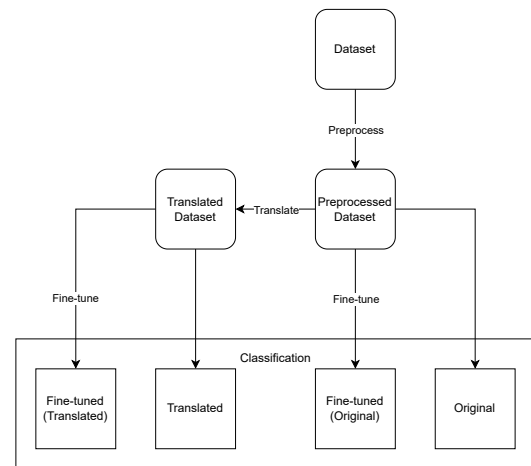 Dataset
Preprocess
Translated
Dataset
Translate
Preprocessed
Dataset
Fine-tune
Fine-tune
Classification
Fine-tuned
(Translated)
Translated
Fine-tuned
(Original)
Original